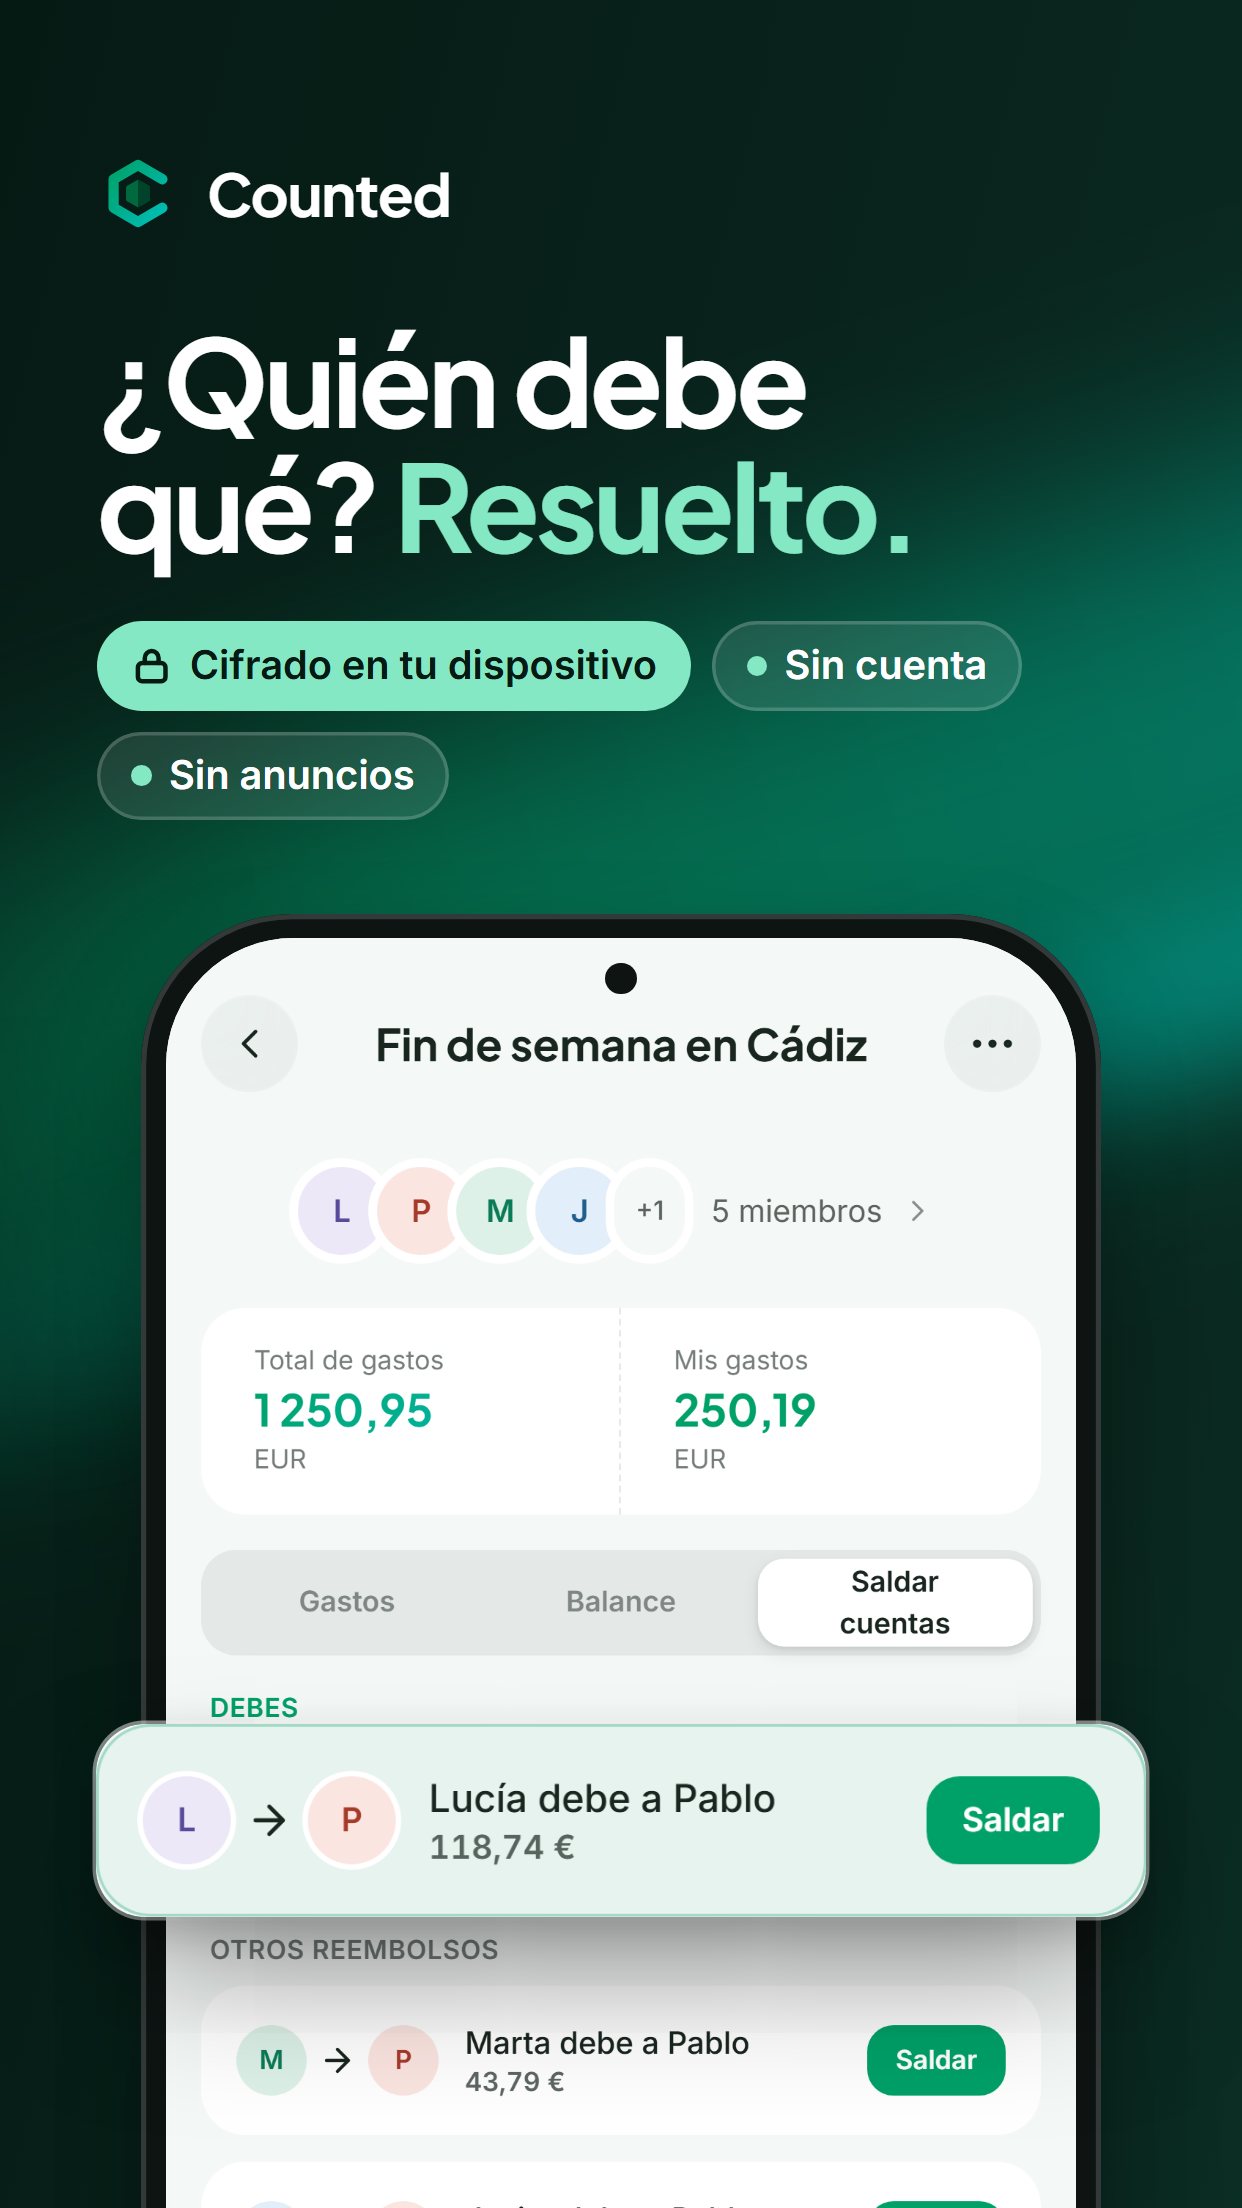 Counted
¿Quién debe
qué? Resuelto.
Cifrado en tu dispositivo
Sin cuenta
Sin anuncios
Fin de semana en Cádiz
L P M J +1 5 miembros
Total de gastos
1 250,95
EUR
Mis gastos
250,19
EUR
Gastos
Balance
Saldar
cuentas
DEBES
L → P
Lucía debe a Pablo
118,74 €
Saldar
OTROS REEMBOLSOS
M → P
Marta debe a Pablo
43,79 €
Saldar